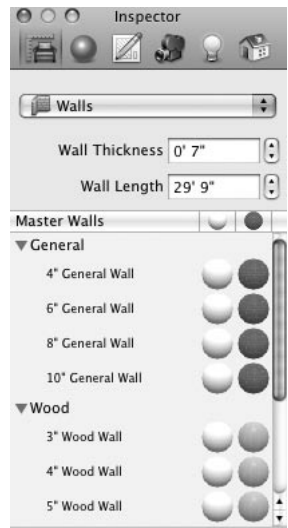 Inspector
Walls
Wall Thickness 0' 7"
Wall Length 29' 9"
Master Walls
General
4" General Wall
6" General Wall
8" General Wall
10" General Wall
Wood
3" Wood Wall
4" Wood Wall
5" Wood Wall